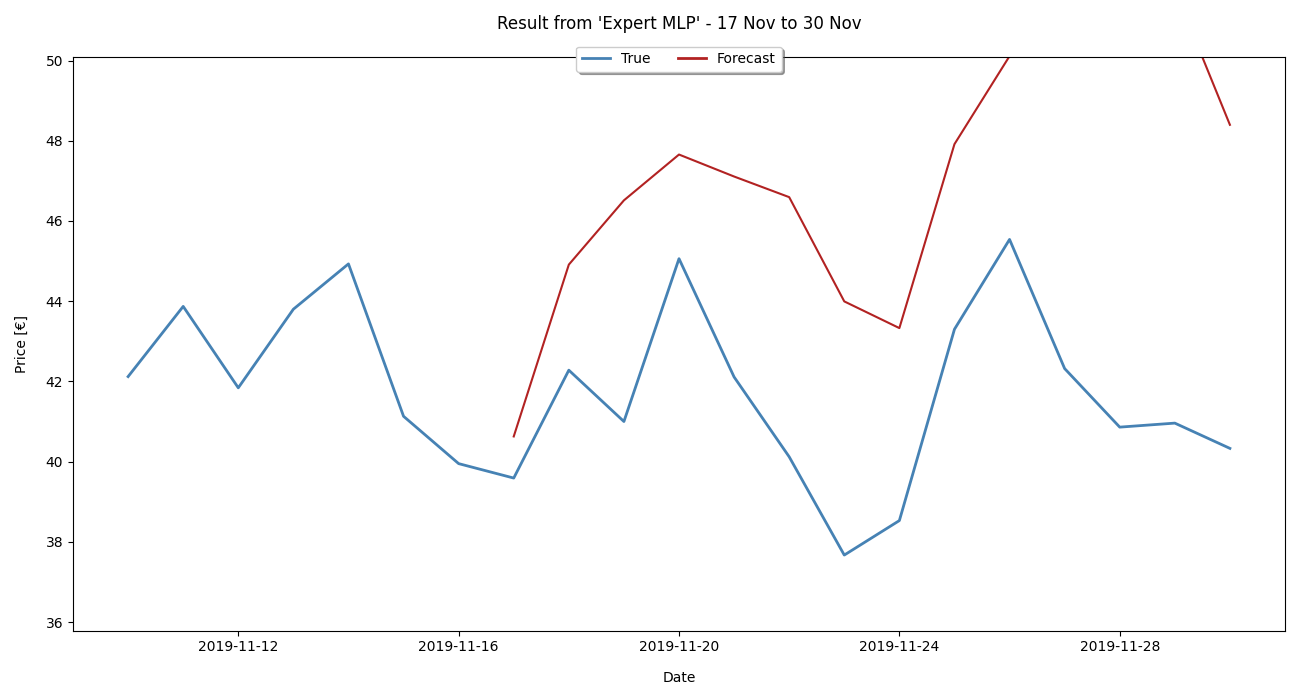 Result from 'Expert MLP' - 17 Nov to 30 Nov
True Forecast
50
48
46
44
42
40
38
36
Price [€]
2019-11-12 2019-11-16 2019-11-20 2019-11-24 2019-11-28
Date